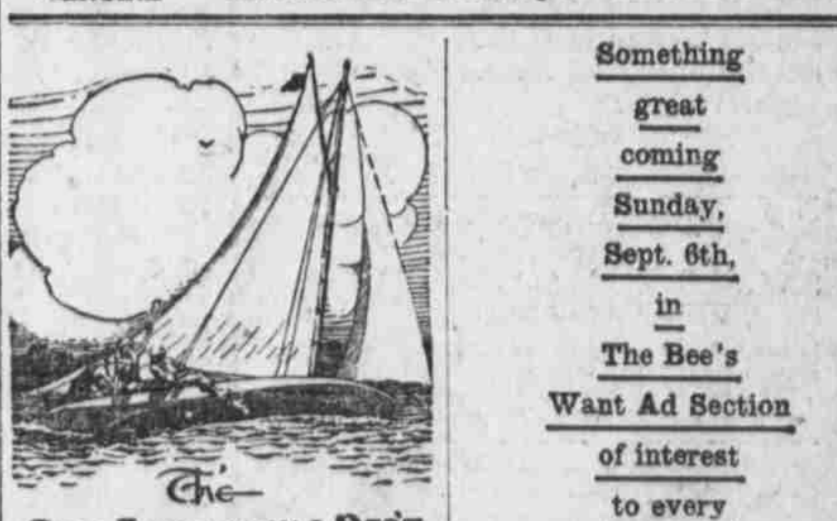 The
Something
great
coming
Sunday,
Sept. 6th,
in
The Bee's
Want Ad Section
of interest
to every